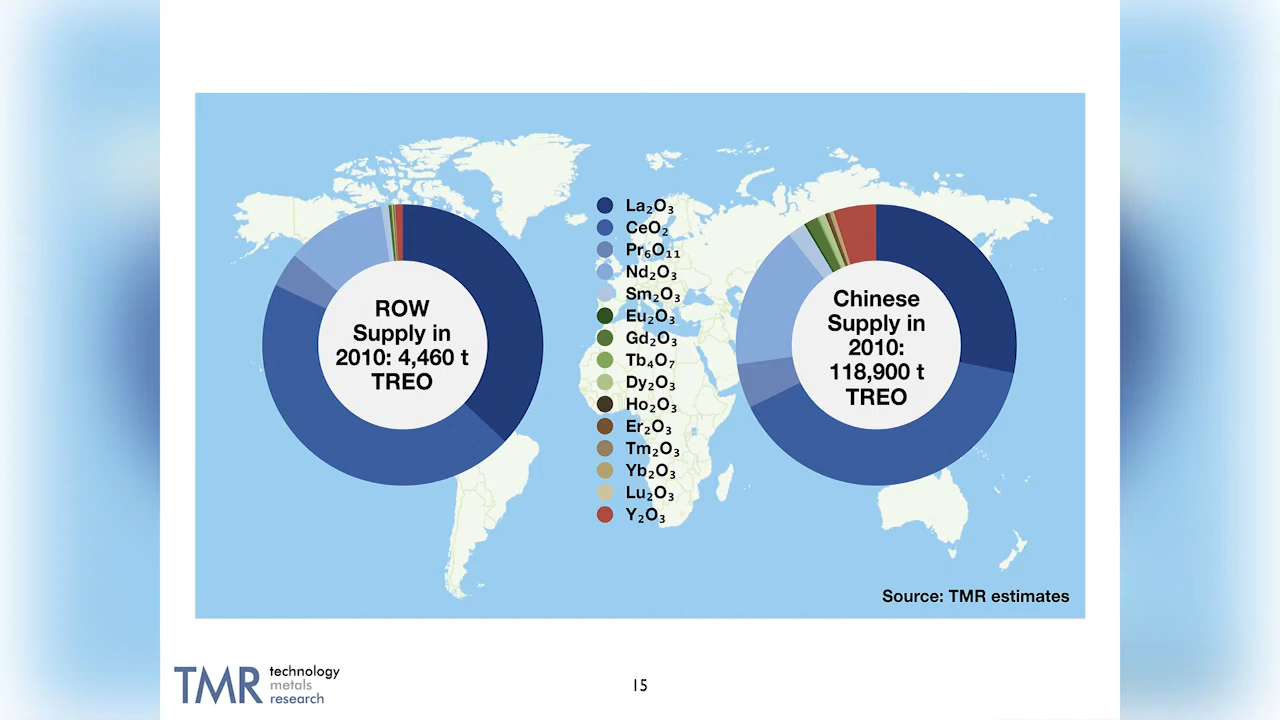 ROW
Supply in
2010: 4,460 t
TREO
La₂O₃
CeO₂
Pr₆O₁₁
Nd₂O₃
Sm₂O₃
Eu₂O₃
Gd₂O₃
Tb₄O₇
Dy₂O₃
Ho₂O₃
Er₂O₃
Tm₂O₃
Yb₂O₃
Lu₂O₃
Y₂O₃
Chinese
Supply in
2010:
118,900 t
TREO
Source: TMR estimates
TMR
technology
metals
research
15